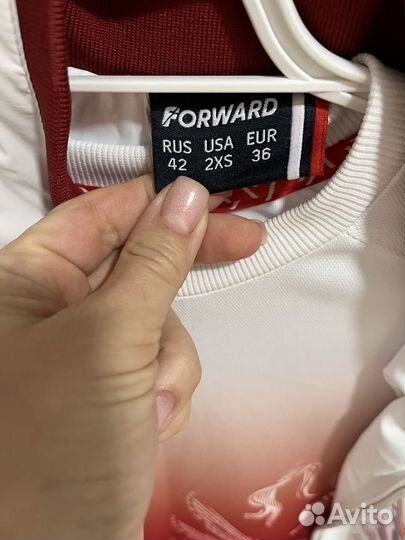 FORWARD
RUS USA EUR
42 2XS 36
Avito